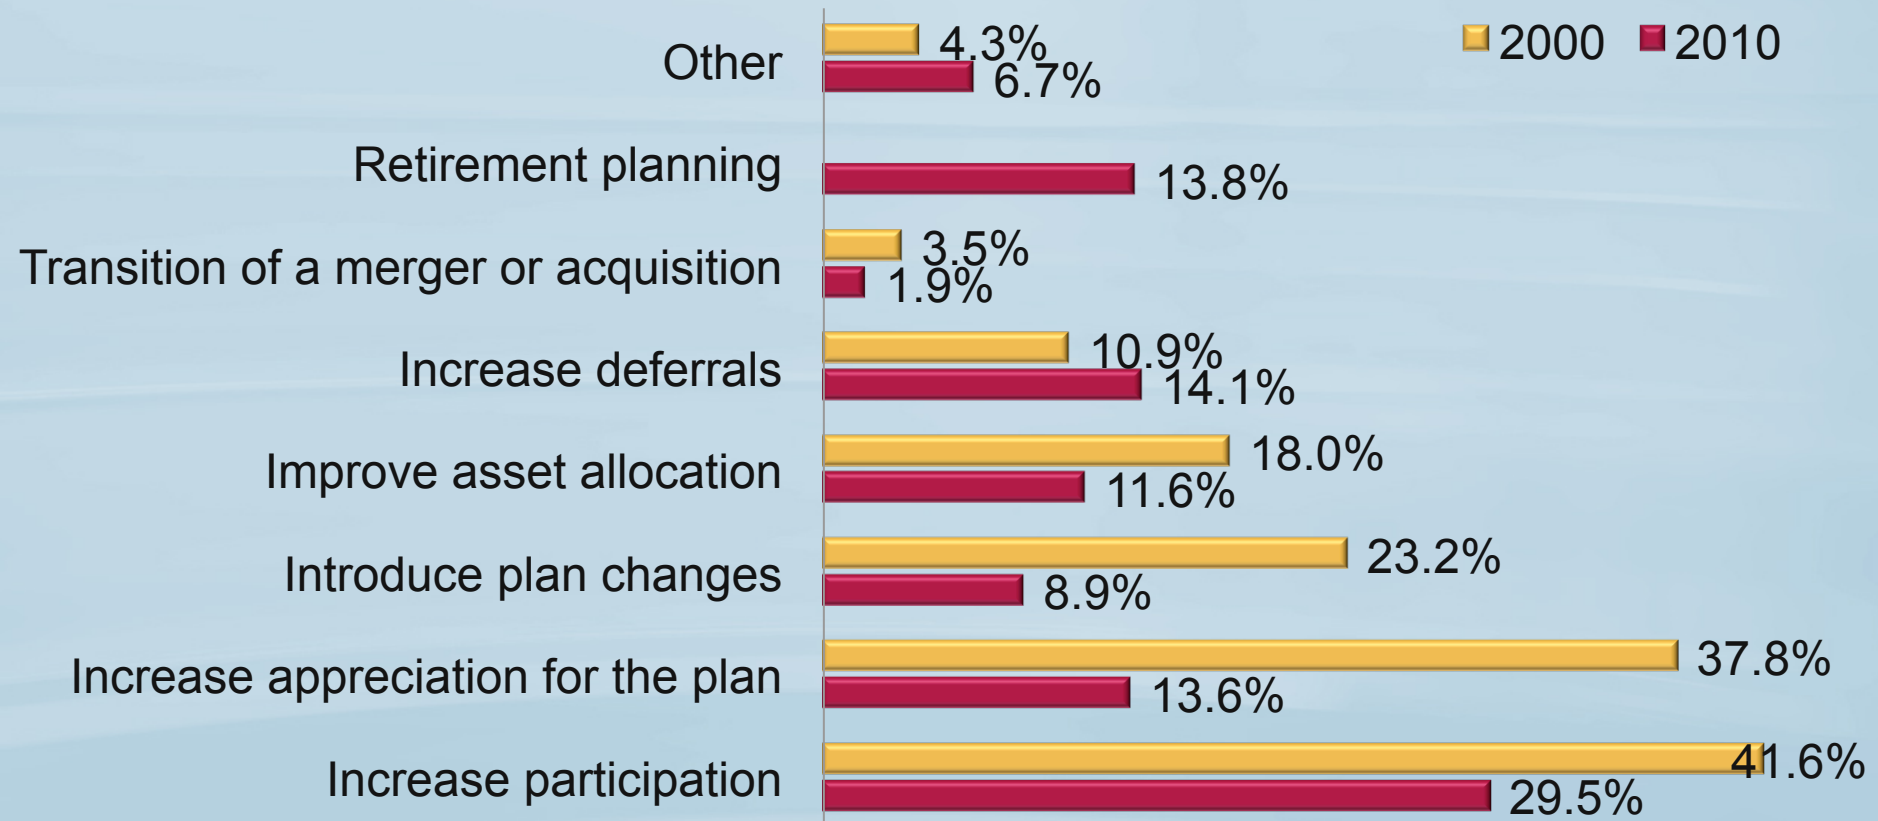 2000 2010
Other 4.3%
6.7%
Retirement planning 13.8%
Transition of a merger or acquisition 3.5%
1.9%
Increase deferrals 10.9%
14.1%
Improve asset allocation 18.0%
11.6%
Introduce plan changes 23.2%
8.9%
Increase appreciation for the plan 37.8%
13.6%
Increase participation 41.6%
29.5%